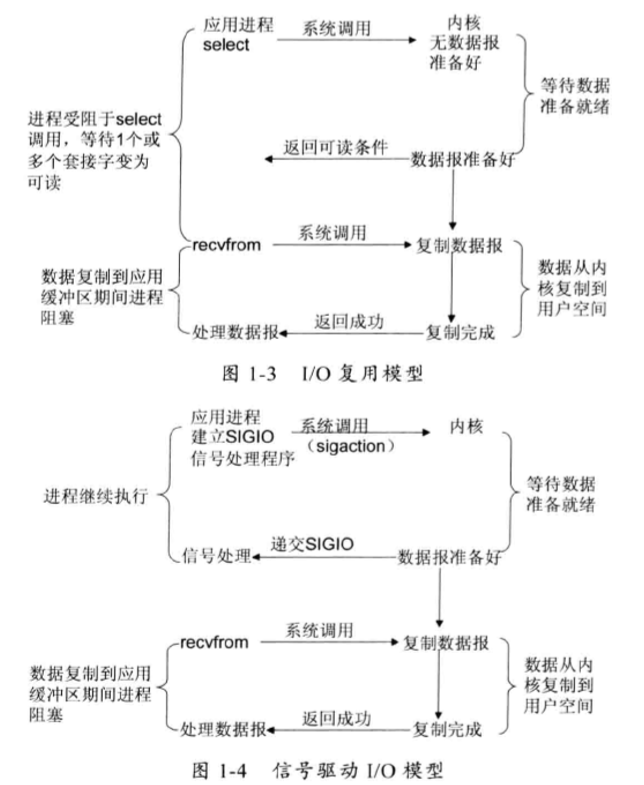 应用进程
select
系统调用
内核
无数据报
准备好
等待数据
准备就绪
进程受阻于select
调用，等待1个或
多个套接字变为
可读
返回可读条件
数据报准备好
recvfrom
系统调用
复制数据报
数据复制到应用
缓冲区期间进程
阻塞
数据从内
核复制到
用户空间
处理数据报
返回成功
复制完成
图 1-3 I/O 复用模型
应用进程
建立SIGIO
信号处理程序
系统调用
（sigaction）
内核
进程继续执行
等待数据
准备就绪
信号处理
递交SIGIO
数据报准备好
recvfrom
系统调用
复制数据报
数据复制到应用
缓冲区期间进程
阻塞
数据从内
核复制到
用户空间
处理数据报
返回成功
复制完成
图 1-4 信号驱动 I/O 模型